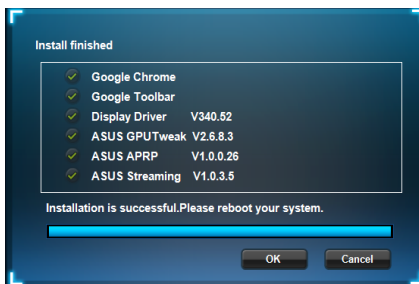 Install finished
Google Chrome
Google Toolbar
Display Driver V340.52
ASUS GPUTweak V2.6.8.3
ASUS APRP V1.0.0.26
ASUS Streaming V1.0.3.5
Installation is successful.Please reboot your system.
OK Cancel